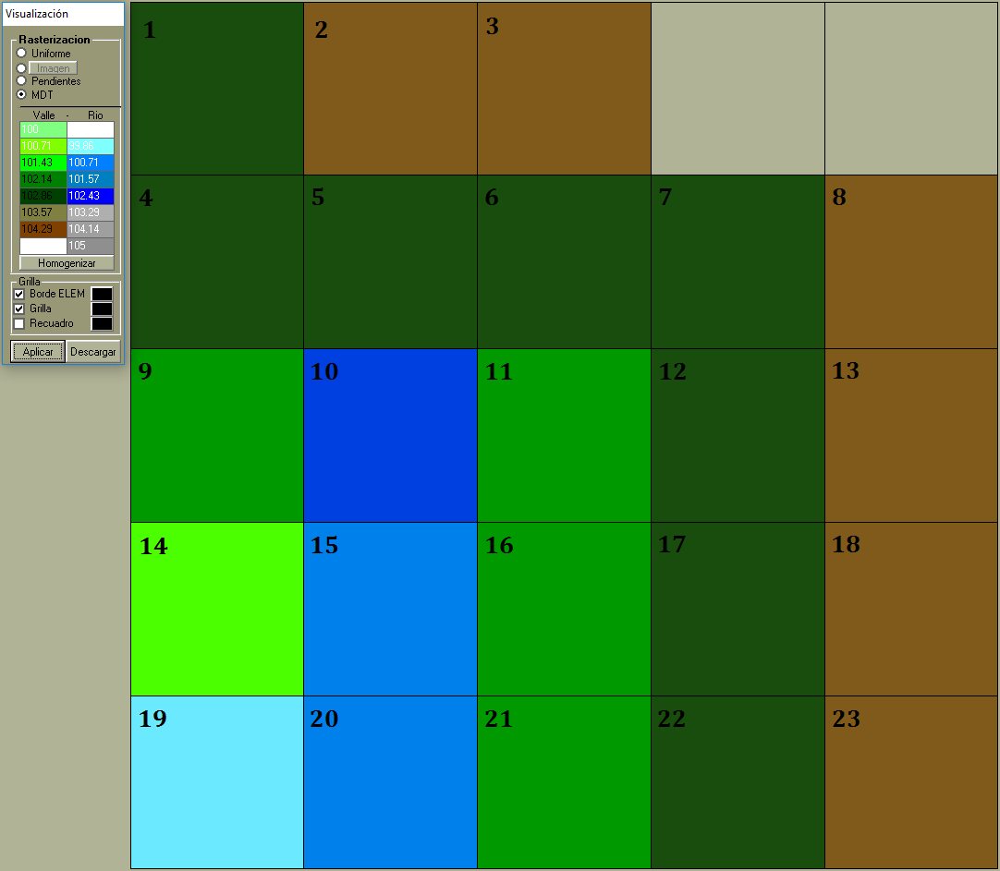 Visualización
Rasterizacion
Uniforme
Imagen
Pendientes
MDT
Valle - Rio
100
100.71 99.86
101.43 100.71
102.14 101.57
102.86 102.43
103.57 103.29
104.29 104.14
105
Homogenizar
Grilla
Borde ELEM
Grilla
Recuadro
Aplicar Descargar
1 2 3
4 5 6 7 8
9 10 11 12 13
14 15 16 17 18
19 20 21 22 23